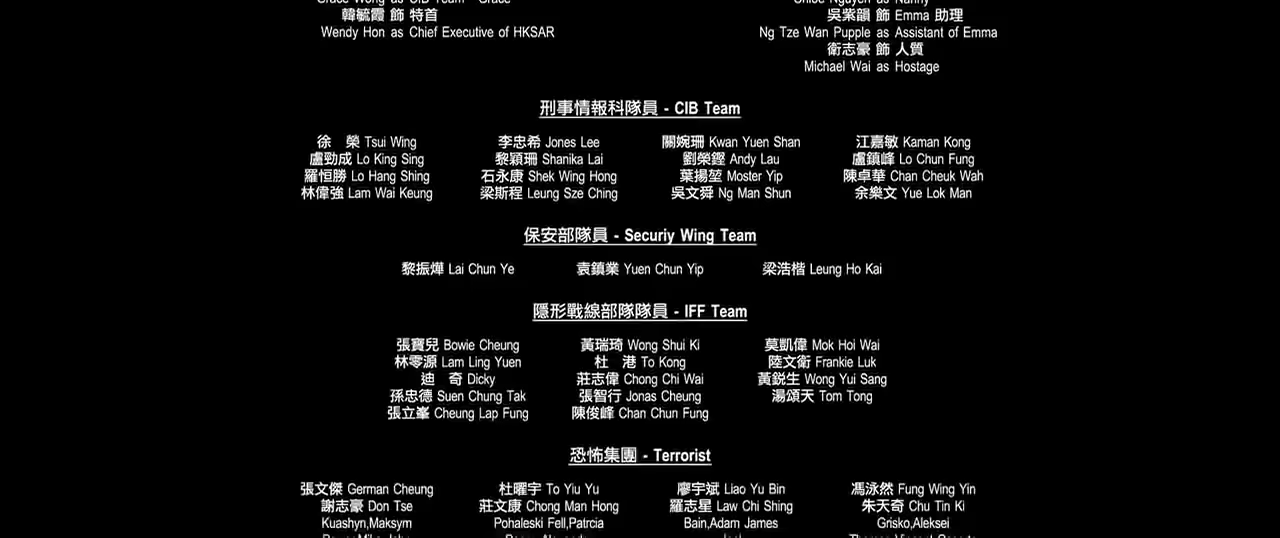 Grace Wong as CIB Team - Grace
Chloe Nguyen as Nanny
韓毓霞 飾 特首
吳紫韻 飾 Emma 助理
Wendy Hon as Chief Executive of HKSAR
Ng Tze Wan Pupple as Assistant of Emma
衛志豪 飾 人質
Michael Wai as Hostage
刑事情報科隊員 - CIB Team
徐　榮 Tsui Wing 李忠希 Jones Lee 關婉珊 Kwan Yuen Shan 江嘉敏 Kaman Kong
盧勁成 Lo King Sing 黎穎珊 Shanika Lai 劉榮鏗 Andy Lau 盧鎮峰 Lo Chun Fung
羅恒勝 Lo Hang Shing 石永康 Shek Wing Hong 葉揚堃 Moster Yip 陳卓華 Chan Cheuk Wah
林偉強 Lam Wai Keung 梁斯程 Leung Sze Ching 吳文舜 Ng Man Shun 余樂文 Yue Lok Man
保安部隊員 - Securiy Wing Team
黎振燁 Lai Chun Ye 袁鎮業 Yuen Chun Yip 梁浩楷 Leung Ho Kai
隱形戰線部隊隊員 - IFF Team
張寶兒 Bowie Cheung 黃瑞琦 Wong Shui Ki 莫凱偉 Mok Hoi Wai
林零源 Lam Ling Yuen 杜　港 To Kong 陸文衛 Frankie Luk
迪　奇 Dicky 莊志偉 Chong Chi Wai 黃銳生 Wong Yui Sang
孫忠德 Suen Chung Tak 張智行 Jonas Cheung 湯頌天 Tom Tong
張立峯 Cheung Lap Fung 陳俊峰 Chan Chun Fung
恐怖集團 - Terrorist
張文傑 German Cheung 杜曜宇 To Yiu Yu 廖宇斌 Liao Yu Bin 馮泳然 Fung Wing Yin
謝志豪 Don Tse 莊文康 Chong Man Hong 羅志星 Law Chi Shing 朱天奇 Chu Tin Ki
Kuashyn,Maksym Pohaleski Fell,Patrcia Bain,Adam James Grisko,Aleksei